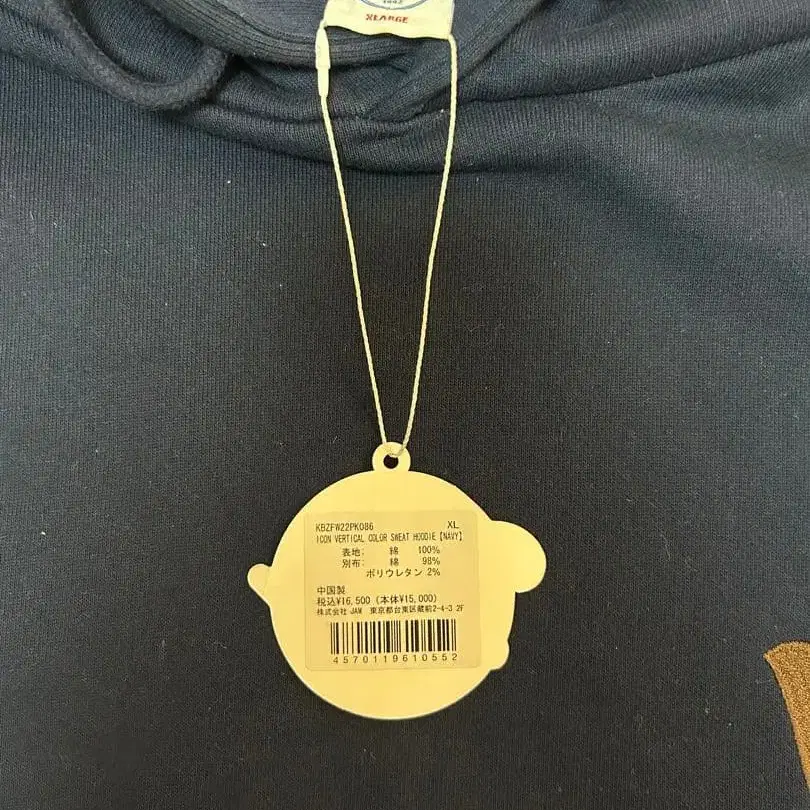 XLARGE
KBZFW22PK086 XL
ICON VERTICAL COLOR SWEAT HOODIE【NAVY】
表地: 綿 100%
別布: 綿 98%
ポリウレタン 2%
中国製
税込¥16,500 (本体¥15,000)
株式会社 JAM 東京都台東区蔵前2-4-3 2F
4570119610552